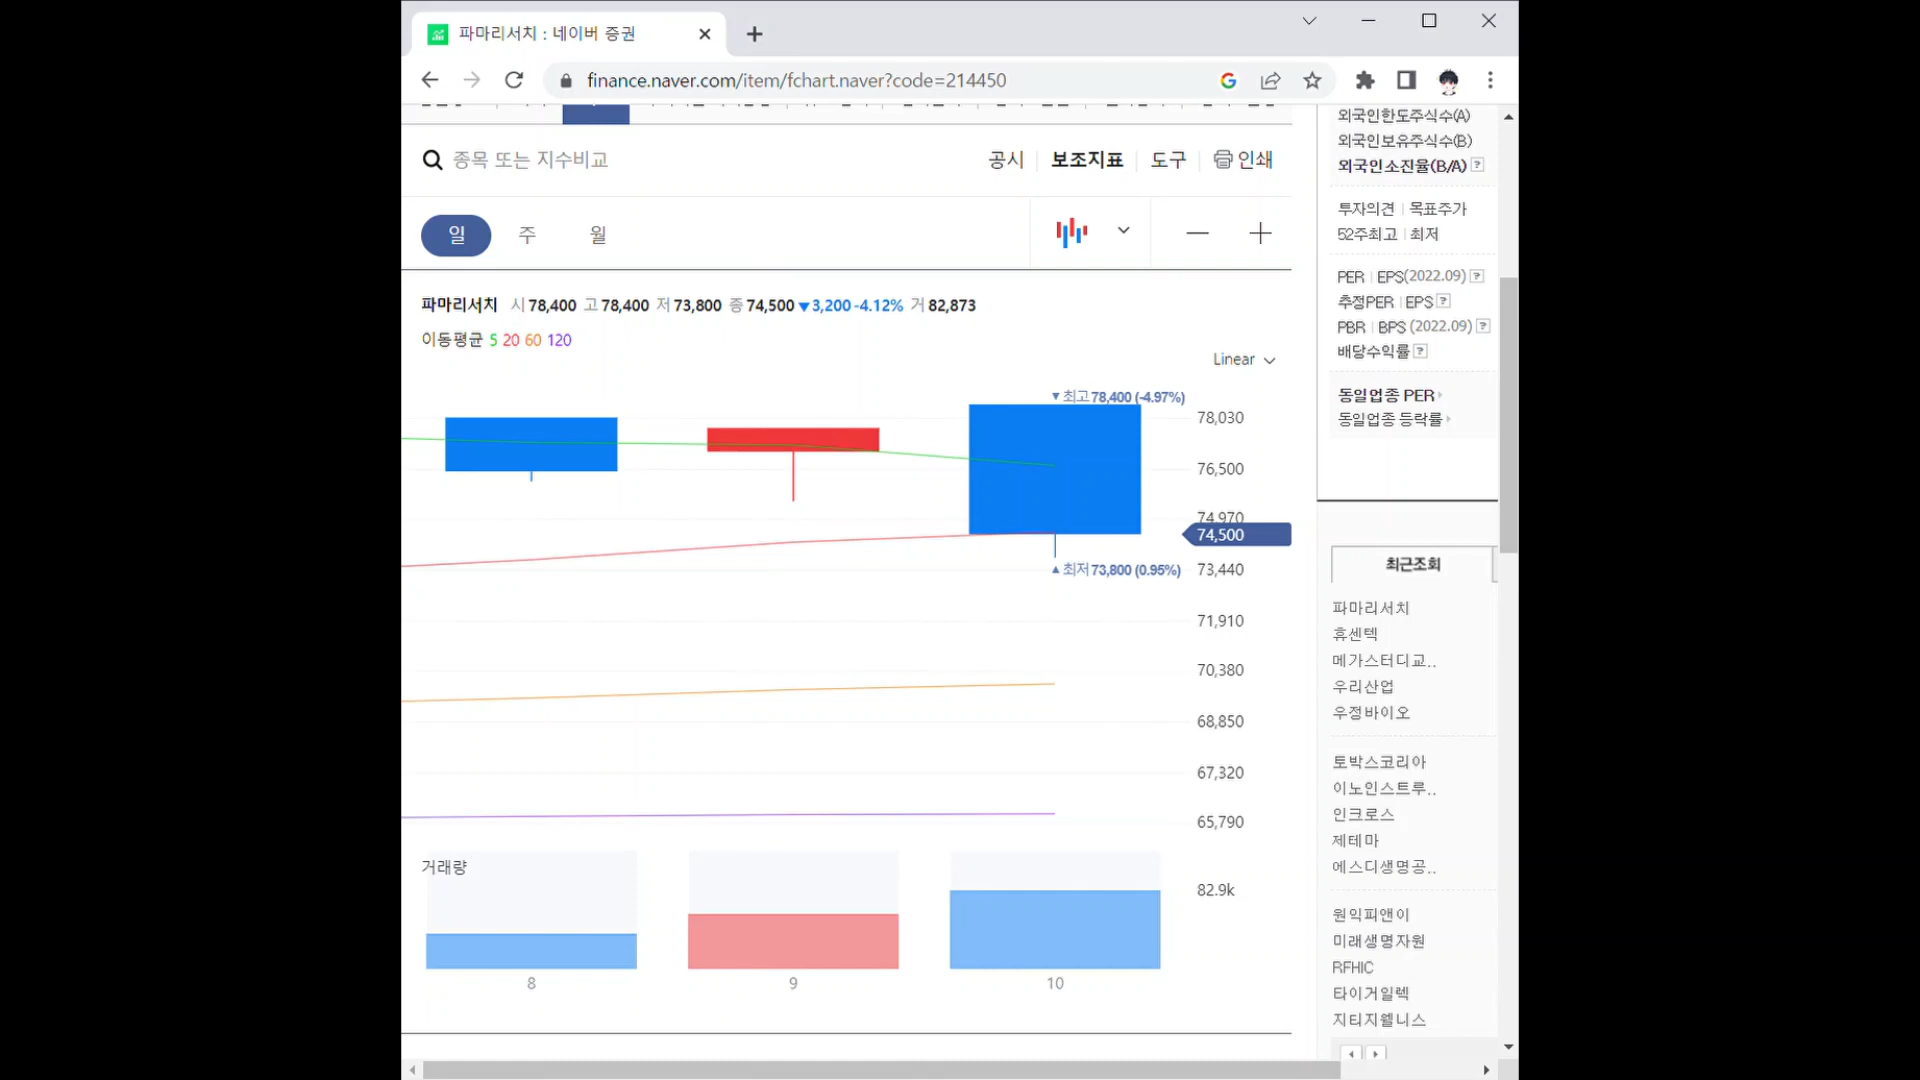 파마리서치 : 네이버 증권
finance.naver.com/item/fchart.naver?code=214450
종목 또는 지수비교
공시 보조지표 도구 인쇄
일 주 월
파마리서치 시 78,400 고 78,400 저 73,800 종 74,500 ▼3,200 -4.12% 거 82,873
이동평균 5 20 60 120
Linear
▼최고 78,400 (-4.97%)
78,030
76,500
74,970
74,500
▲최저 73,800 (0.95%)
73,440
71,910
70,380
68,850
67,320
65,790
거래량
82.9k
8 9 10
외국인한도주식수(A)
외국인보유주식수(B)
외국인소진율(B/A) ?
투자의견 | 목표주가
52주최고 | 최저
PER | EPS(2022.09) ?
추정PER | EPS ?
PBR | BPS (2022.09) ?
배당수익률 ?
동일업종 PER
동일업종 등락률
최근조회
파마리서치
휴센텍
메가스터디교..
우리산업
우정바이오
토박스코리아
이노인스트루..
인크로스
제테마
에스디생명공..
원익피앤이
미래생명자원
RFHIC
타이거일렉
지티지웰니스